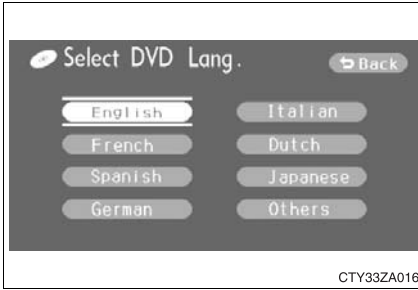 Select DVD Lang.
Back
English
Italian
French
Dutch
Spanish
Japanese
German
Others
CTY33ZA016